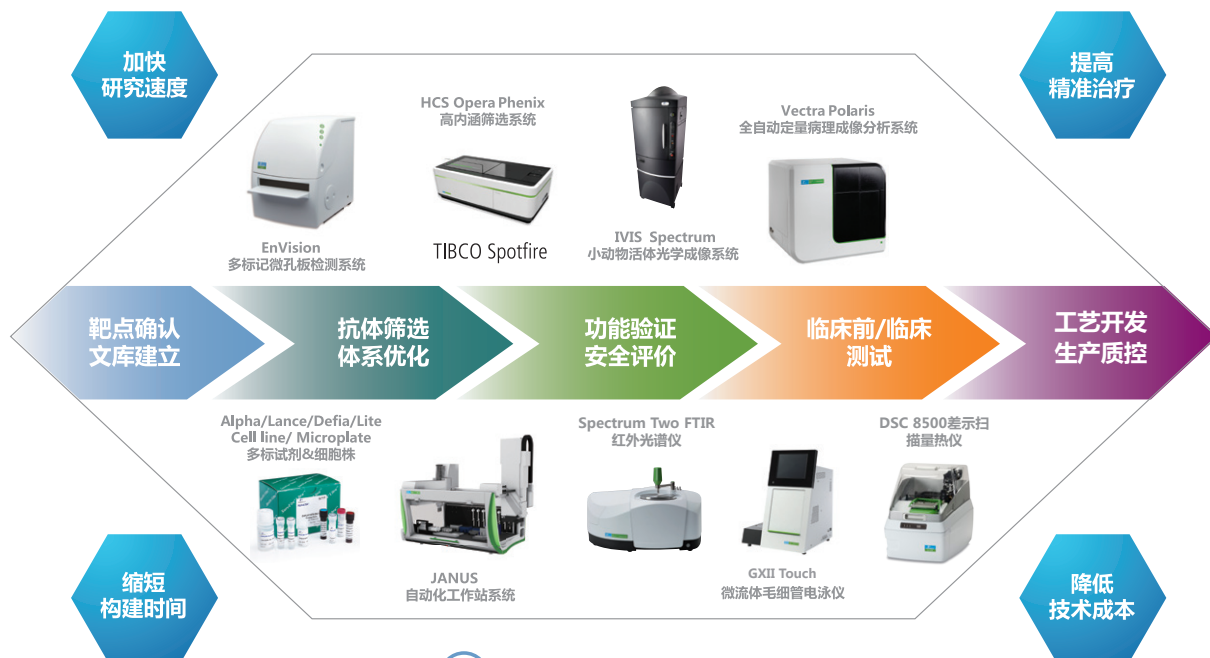 加快
研究速度
提高
精准治疗
HCS Opera Phenix
高内涵筛选系统
Vectra Polaris
全自动定量病理成像分析系统
EnVision
多标记微孔板检测系统
TIBCO Spotfire
IVIS Spectrum
小动物活体光学成像系统
靶点确认
文库建立
抗体筛选
体系优化
功能验证
安全评价
临床前/临床
测试
工艺开发
生产质控
Alpha/Lance/Defia/Lite
Cell line/ Microplate
多标试剂&细胞株
Spectrum Two FTIR
红外光谱仪
DSC 8500差示扫
描量热仪
JANUS
自动化工作站系统
GXII Touch
微流体毛细管电泳仪
缩短
构建时间
降低
技术成本